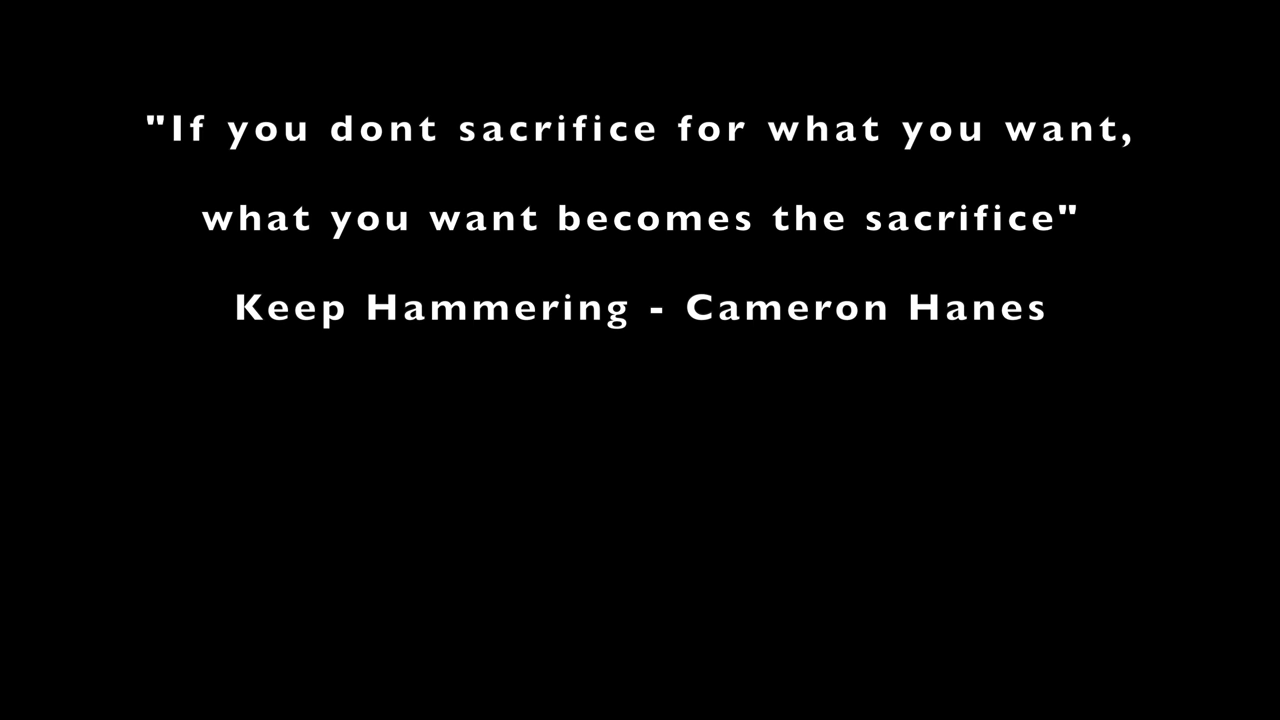 "If you dont sacrifice for what you want,
what you want becomes the sacrifice"
Keep Hammering - Cameron Hanes